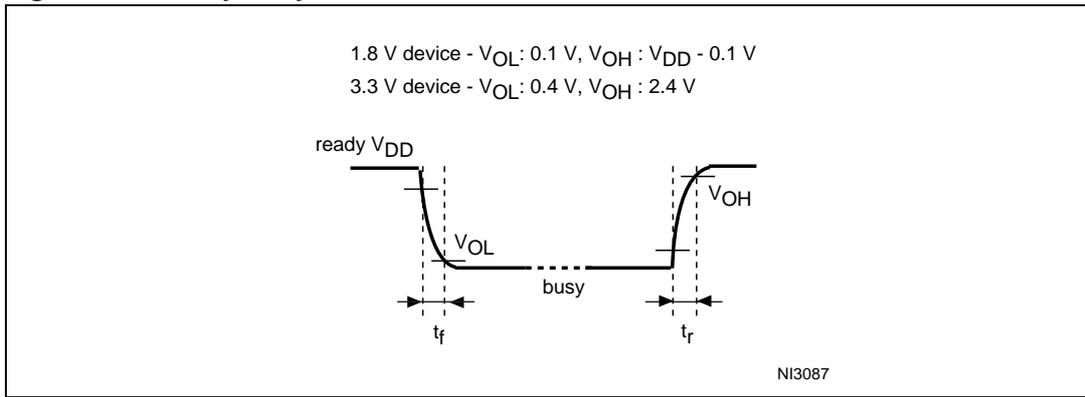 1.8 V device - VOL: 0.1 V, VOH : VDD - 0.1 V
3.3 V device - VOL: 0.4 V, VOH : 2.4 V
ready VDD
VOH
VOL
busy
tf
tr
NI3087